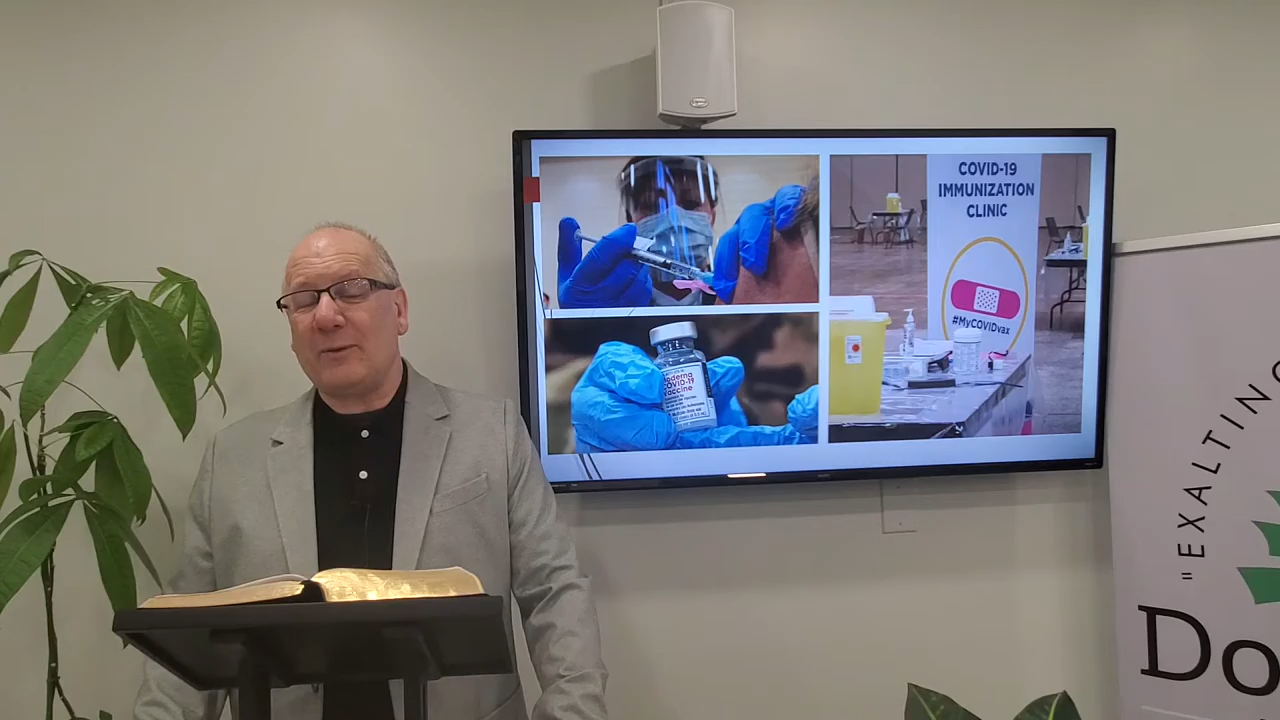 COVID-19
IMMUNIZATION
CLINIC
#MyCOVIDvax
COVID-19
vaccine
"EXALTING
Do